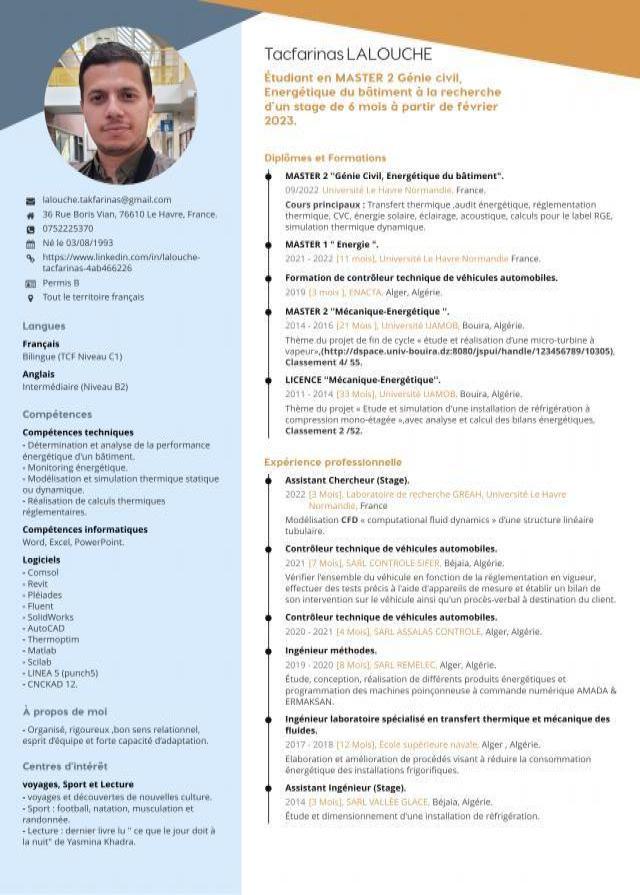 Tacfarinas LALOUCHE
Étudiant en MASTER 2 Génie civil,
Energétique du bâtiment à la recherche
d'un stage de 6 mois à partir de février
2023.
lalouche.takfarinas@gmail.com
36 Rue Boris Vian, 76610 Le Havre, France.
0752225370
Né le 03/08/1993
https://www.linkedin.com/in/lalouche-
tacfarinas-4ab466226
Permis B
Tout le territoire français
Langues
Français
Bilingue (TCF Niveau C1)
Anglais
Intermédiaire (Niveau B2)
Compétences
Compétences techniques
- Détermination et analyse de la performance
énergétique d'un bâtiment.
- Monitoring énergétique.
- Modélisation et simulation thermique statique
ou dynamique.
- Réalisation de calculs thermiques
réglementaires.
Compétences informatiques
Word, Excel, PowerPoint.
Logiciels
- Comsol
- Revit
- Pléiades
- Fluent
- SolidWorks
- AutoCAD
- Thermoptim
- Matlab
- Scilab
- LINEA 5 (punch5)
- CNCKAD 12.
À propos de moi
- Organisé, rigoureux ,bon sens relationnel,
esprit d'équipe et forte capacité d'adaptation.
Centres d'intérêt
voyages, Sport et Lecture
- voyages et découvertes de nouvelles culture.
- Sport : football, natation, musculation et
randonnée.
- Lecture : dernier livre lu " ce que le jour doit à
la nuit" de Yasmina Khadra.
Diplômes et Formations
MASTER 2 "Génie Civil, Energétique du bâtiment".
09/2022 Université Le Havre Normandie, France.
Cours principaux : Transfert thermique ,audit énergétique, réglementation
thermique, CVC, énergie solaire, éclairage, acoustique, calculs pour le label RGE,
simulation thermique dynamique.
MASTER 1 " Energie ".
2021 - 2022 [11 mois], Université Le Havre Normandie France.
Formation de contrôleur technique de véhicules automobiles.
2019 [3 mois ], ENACTA, Alger, Algérie.
MASTER 2 "Mécanique-Energétique ".
2014 - 2016 [21 Mois ], Université UAMOB, Bouira, Algérie.
Thème du projet de fin de cycle « étude et réalisation d'une micro-turbine à
vapeur»,(http://dspace.univ-bouira.dz:8080/jspui/handle/123456789/10305),
Classement 4/ 55.
LICENCE "Mécanique-Energétique".
2011 - 2014 [33 Mois], Université UAMOB, Bouira, Algérie.
Thème du projet « Etude et simulation d'une installation de réfrigération à
compression mono-étagée »,avec analyse et calcul des bilans énergétiques,
Classement 2 /52.
Expérience professionnelle
Assistant Chercheur (Stage).
2022 [3 Mois], Laboratoire de recherche GREAH, Université Le Havre
Normandie, France
Modélisation CFD « computational fluid dynamics » d'une structure linéaire
tubulaire.
Contrôleur technique de véhicules automobiles.
2021 [7 Mois], SARL CONTROLE SIFER, Béjaia, Algérie.
Vérifier l'ensemble du véhicule en fonction de la réglementation en vigueur,
effectuer des tests précis à l'aide d'appareils de mesure et établir un bilan de
son intervention sur le véhicule ainsi qu'un procès-verbal à destination du client.
Contrôleur technique de véhicules automobiles.
2020 - 2021 [4 Mois], SARL ASSALAS CONTROLE, Alger, Algérie.
Ingénieur méthodes.
2019 - 2020 [8 Mois], SARL REMELEC, Alger, Algérie.
Étude, conception, réalisation de différents produits énergétiques et
programmation des machines poinçonneuse à commande numérique AMADA &
ERMAKSAN.
Ingénieur laboratoire spécialisé en transfert thermique et mécanique des
fluides.
2017 - 2018 [12 Mois], École supérieure navale, Alger , Algérie.
Elaboration et amélioration de procédés visant à réduire la consommation
énergétique des installations frigorifiques.
Assistant Ingénieur (Stage).
2014 [3 Mois], SARL VALLÉE GLACE, Béjaia, Algérie.
Étude et dimensionnement d'une installation de réfrigération.